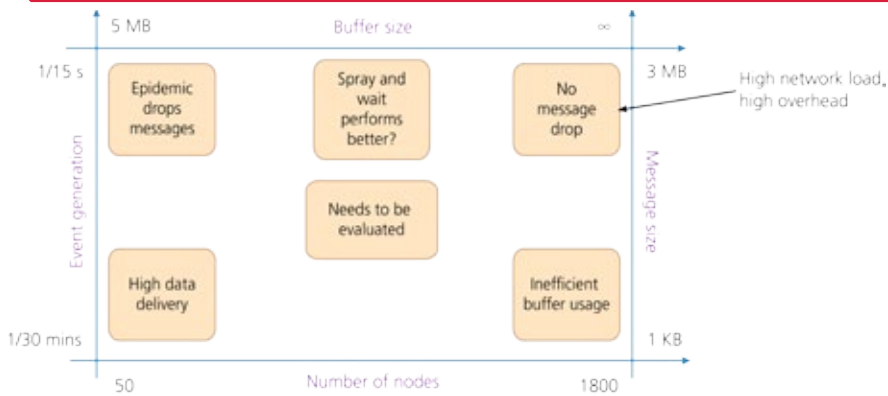 5 MB
Buffer size
∞
1/15 s
3 MB
Epidemic
drops
messages
Spray and
wait
performs
better?
No
message
drop
High network load,
high overhead
Event generation
Message size
Needs to be
evaluated
High data
delivery
Inefficient
buffer usage
1/30 mins
1 KB
50
Number of nodes
1800